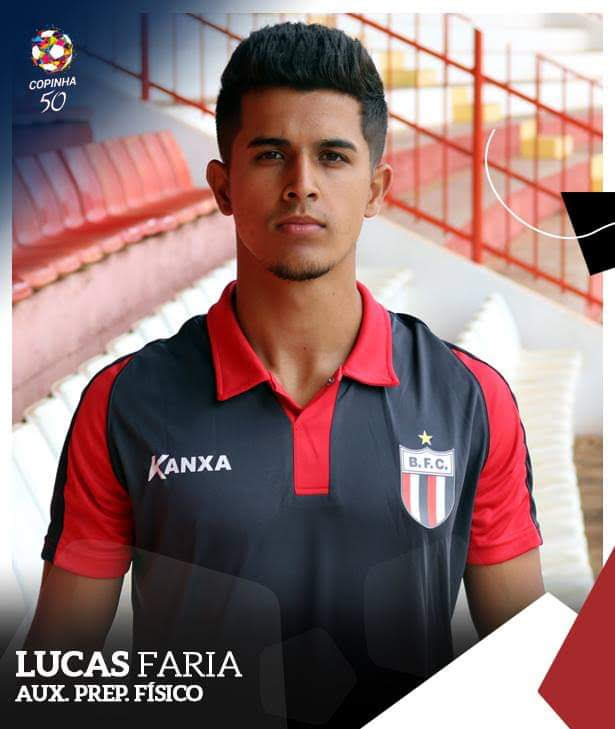 COPINHA
50
KANXA
B. F. C.
LUCAS FARIA
AUX. PREP. FÍSICO